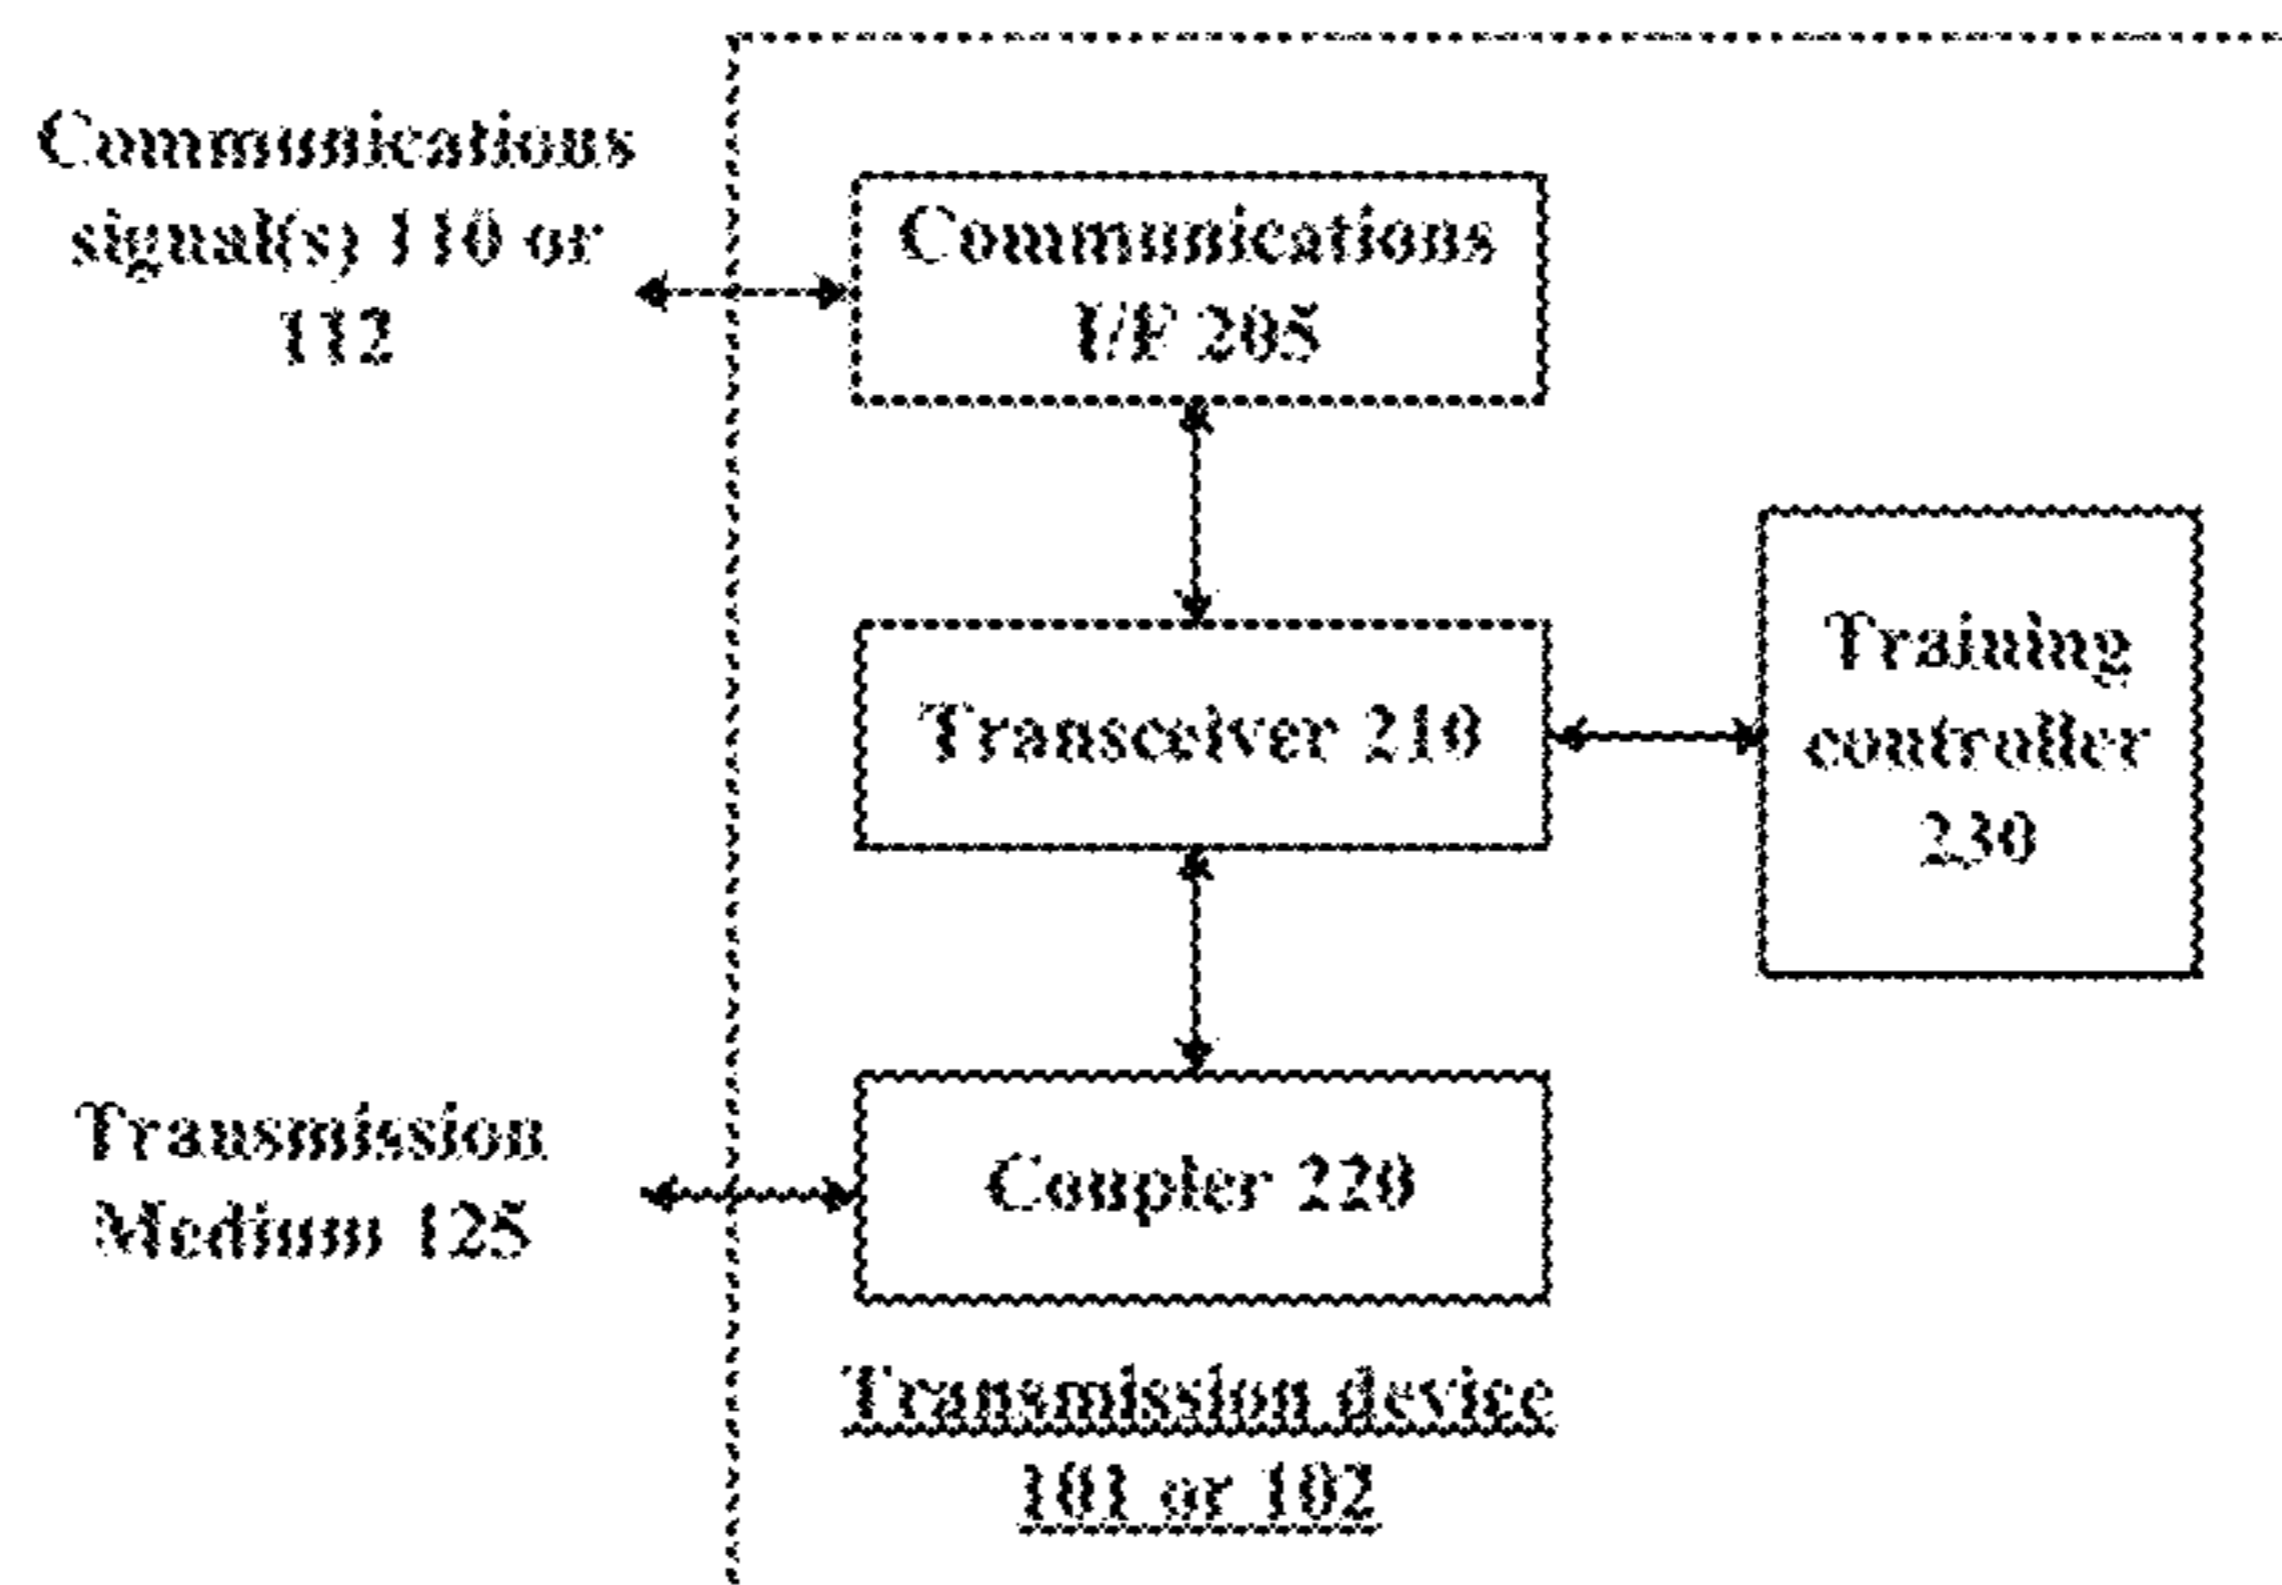 Communications
signal(s) 110 or
112
Communications
I/F 205
Transceiver 210
Training
controller
230
Transmission
Medium 125
Coupler 220
Transmission device
101 or 102